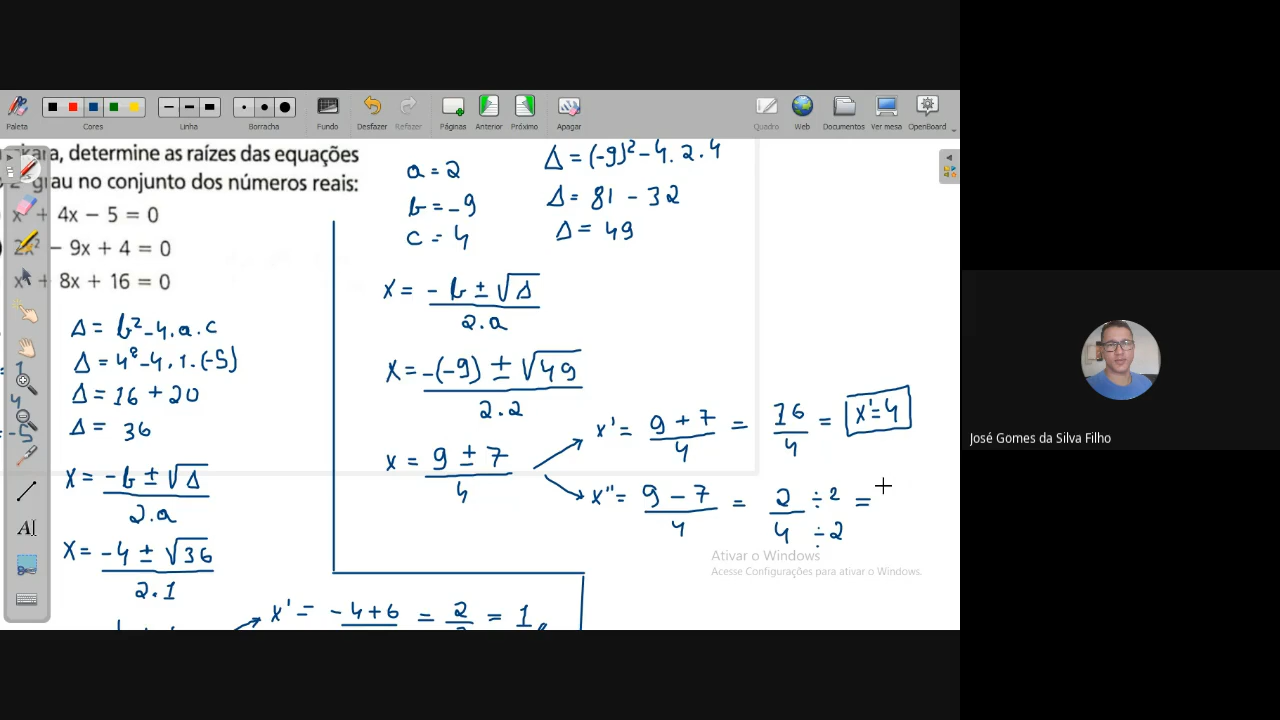 Paleta Cores Linha Borracha Fundo Desfazer Refazer Páginas Anterior Próximo Apagar Quadro Web Documentos Ver mesa OpenBoard
kara, determine as raízes das equações
2º grau no conjunto dos números reais:
x² + 4x − 5 = 0
2x² − 9x + 4 = 0
x² + 8x + 16 = 0
Δ = b² - 4.a.c
Δ = 4² - 4.1.(-5)
Δ = 16 + 20
Δ = 36
x = (-b ± √Δ)/2.a
x = (-4 ± √36)/2.1
x' = (-4+6) = 2 = 1
a = 2
b = -9
c = 4
Δ = (-9)² - 4.2.4
Δ = 81 - 32
Δ = 49
x = (-b ± √Δ)/2.a
x = (-(-9) ± √49)/2.2
x = (9 ± 7)/4
x' = (9 + 7)/4 = 16/4 = x'=4
x'' = (9 - 7)/4 = 2/4 ÷2 ÷2 =
Ativar o Windows
Acesse Configurações para ativar o Windows.
José Gomes da Silva Filho